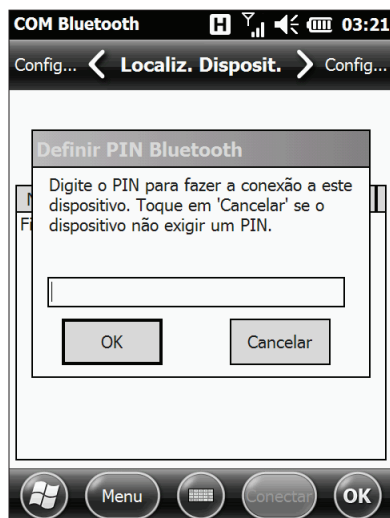 COM Bluetooth H 03:21
Config... Localiz. Disposit. Config...
Definir PIN Bluetooth
Digite o PIN para fazer a conexão a este
dispositivo. Toque em 'Cancelar' se o
dispositivo não exigir um PIN.
Fi
OK Cancelar
Menu Conectar OK